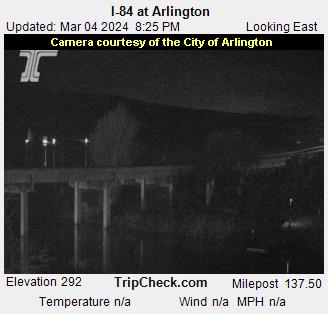 I-84 at Arlington
Updated: Mar 04 2024 8:25 PM Looking East
Camera courtesy of the City of Arlington
Elevation 292 TripCheck.com Milepost 137.50
Temperature n/a Wind n/a MPH n/a